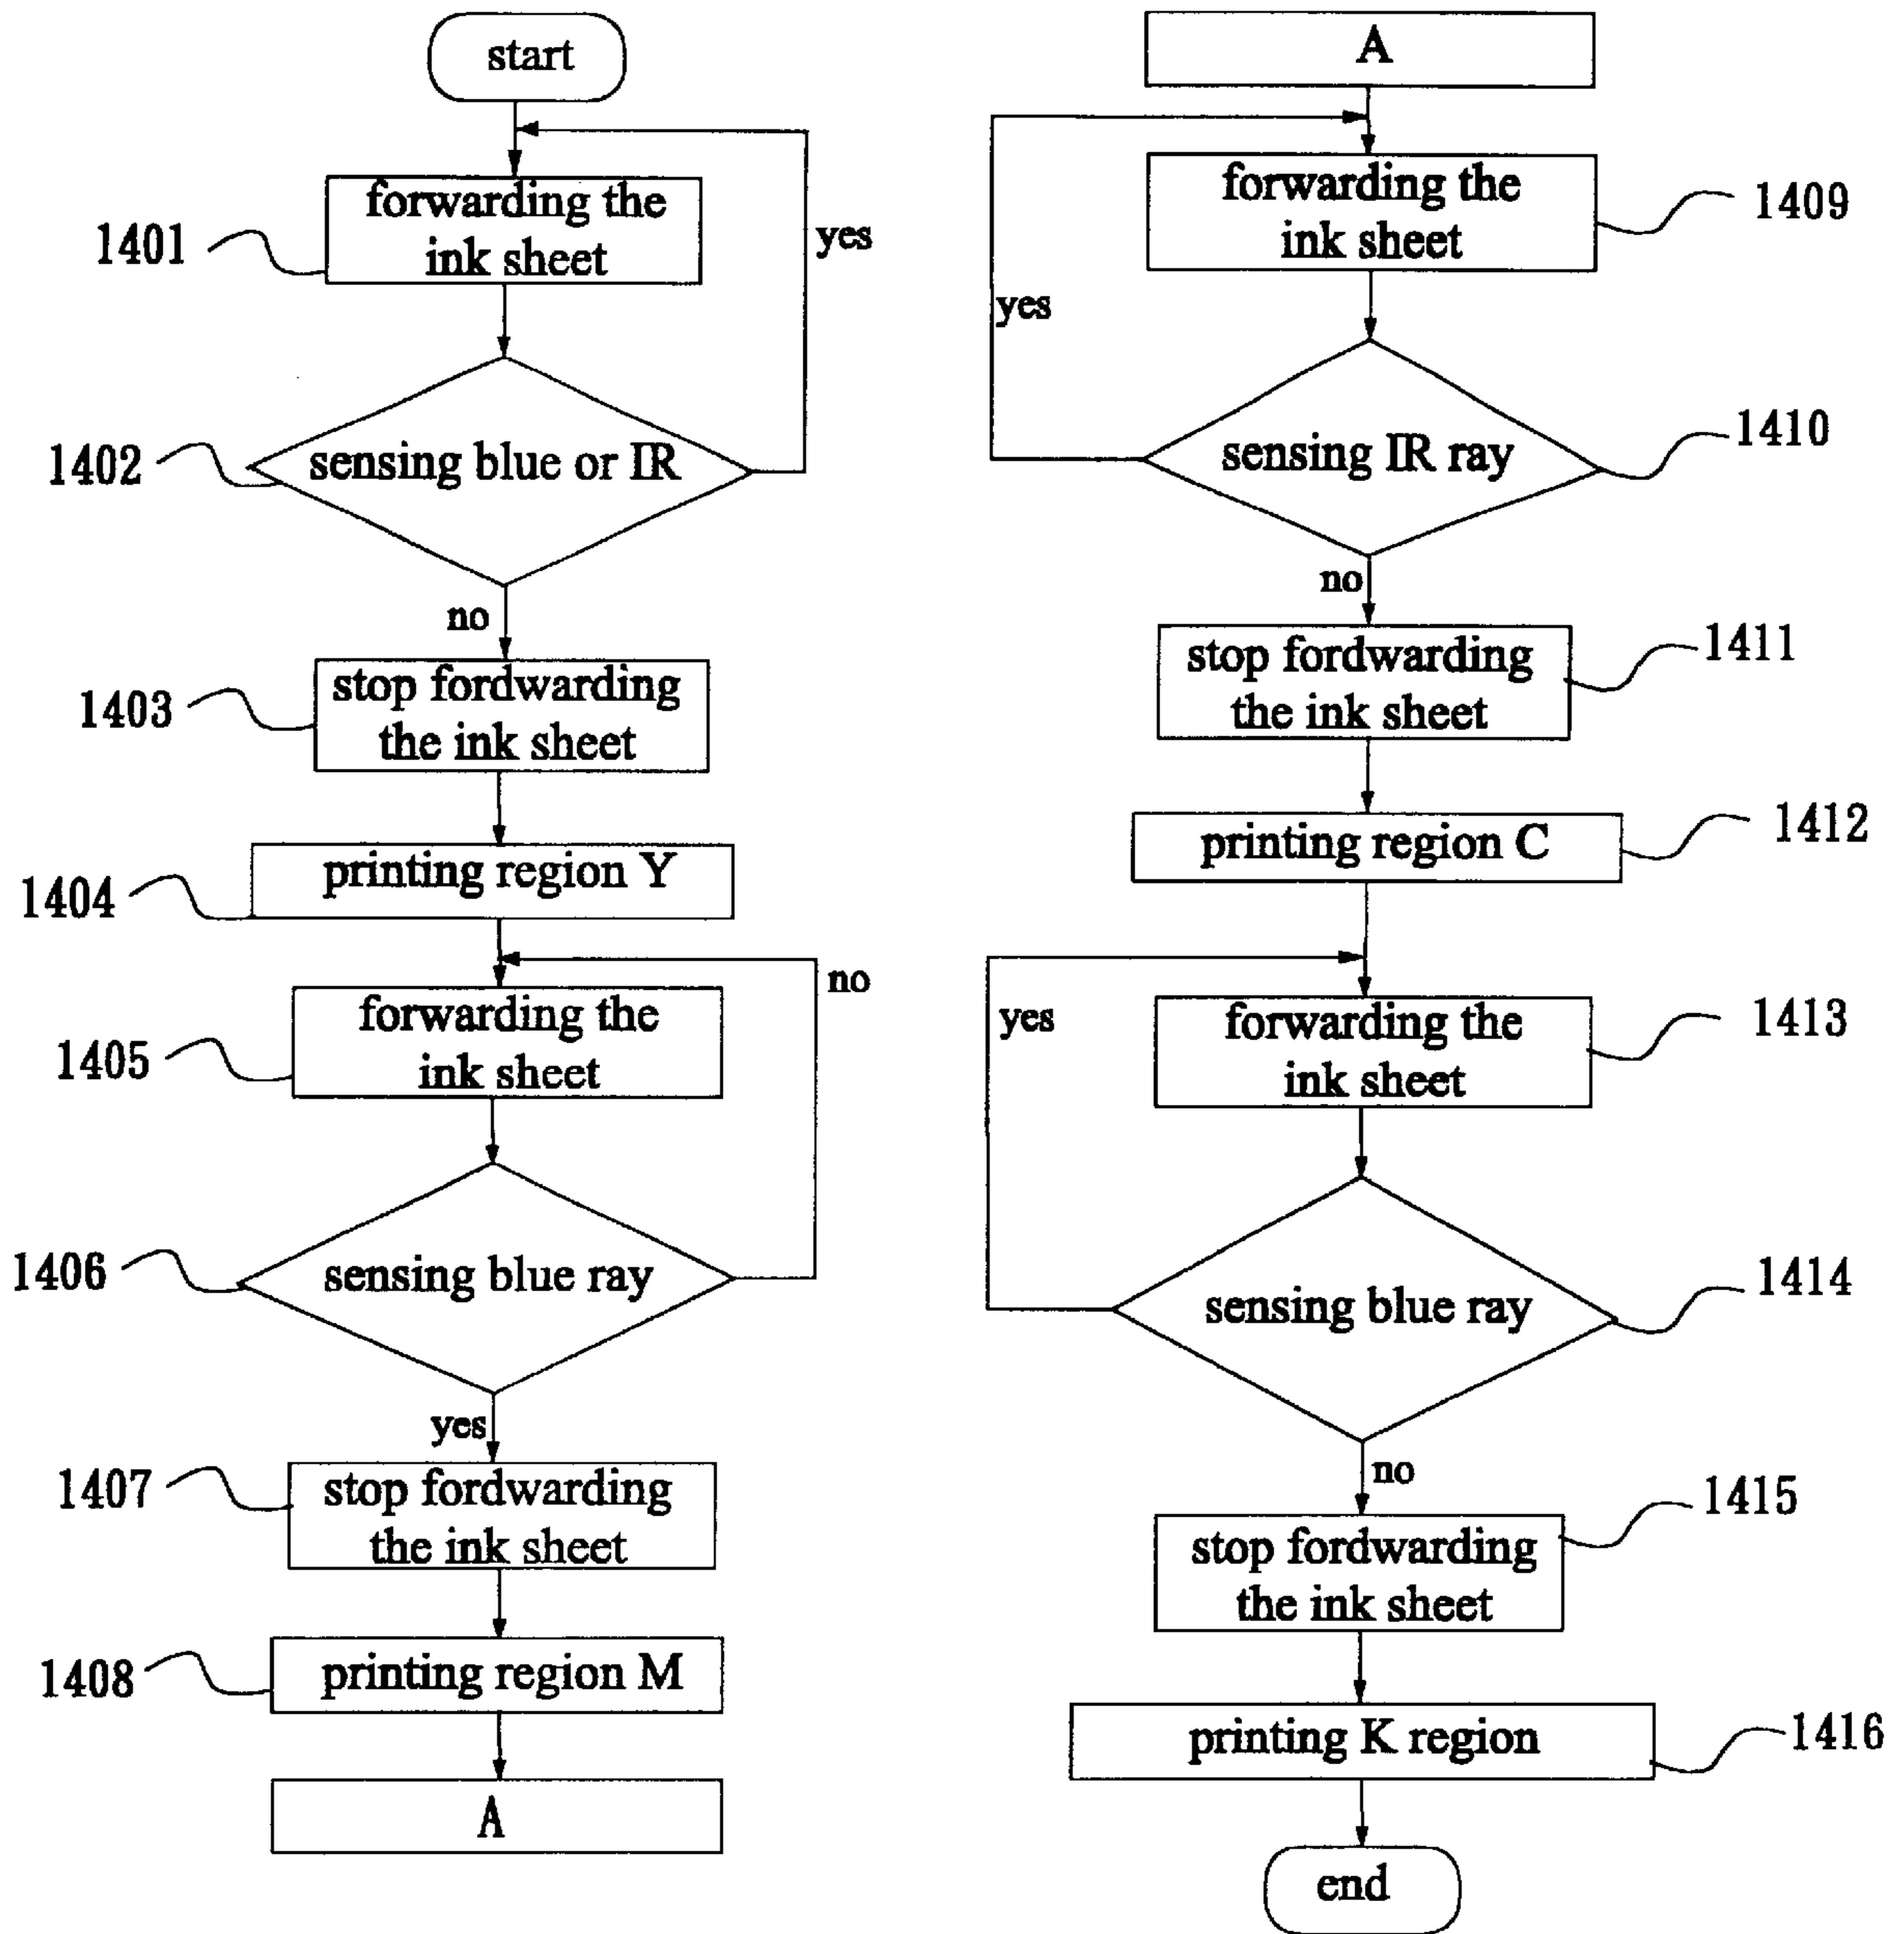 start
forwarding the
ink sheet
1401
yes
sensing blue or IR
1402
no
stop fordwarding
the ink sheet
1403
printing region Y
1404
no
forwarding the
ink sheet
1405
sensing blue ray
1406
yes
stop fordwarding
the ink sheet
1407
printing region M
1408
A
A
forwarding the
ink sheet
1409
yes
sensing IR ray
1410
no
stop fordwarding
the ink sheet
1411
printing region C
1412
yes
forwarding the
ink sheet
1413
sensing blue ray
1414
no
stop fordwarding
the ink sheet
1415
printing K region
1416
end